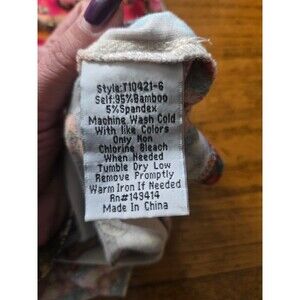 Style:T10421-6
Self:95%Bamboo
5%Spandex
Machine Wash Cold
With like Colors
Only Non
Chlorine Bleach
When Needed
Tumble Dry Low
Remove Promptly
Warm Iron If Needed
Rn#149414
Made In China